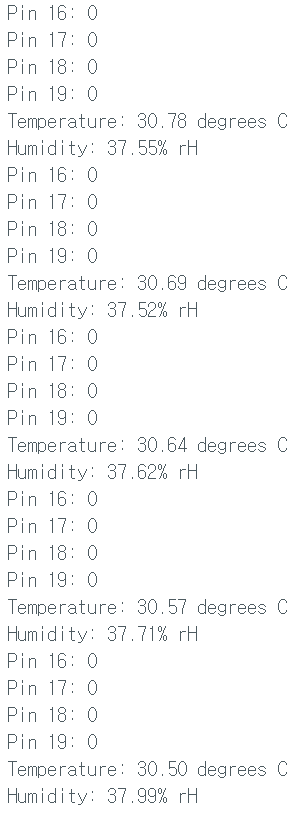 Pin 16: 0
Pin 17: 0
Pin 18: 0
Pin 19: 0
Temperature: 30.78 degrees C
Humidity: 37.55% rH
Pin 16: 0
Pin 17: 0
Pin 18: 0
Pin 19: 0
Temperature: 30.69 degrees C
Humidity: 37.52% rH
Pin 16: 0
Pin 17: 0
Pin 18: 0
Pin 19: 0
Temperature: 30.64 degrees C
Humidity: 37.62% rH
Pin 16: 0
Pin 17: 0
Pin 18: 0
Pin 19: 0
Temperature: 30.57 degrees C
Humidity: 37.71% rH
Pin 16: 0
Pin 17: 0
Pin 18: 0
Pin 19: 0
Temperature: 30.50 degrees C
Humidity: 37.99% rH